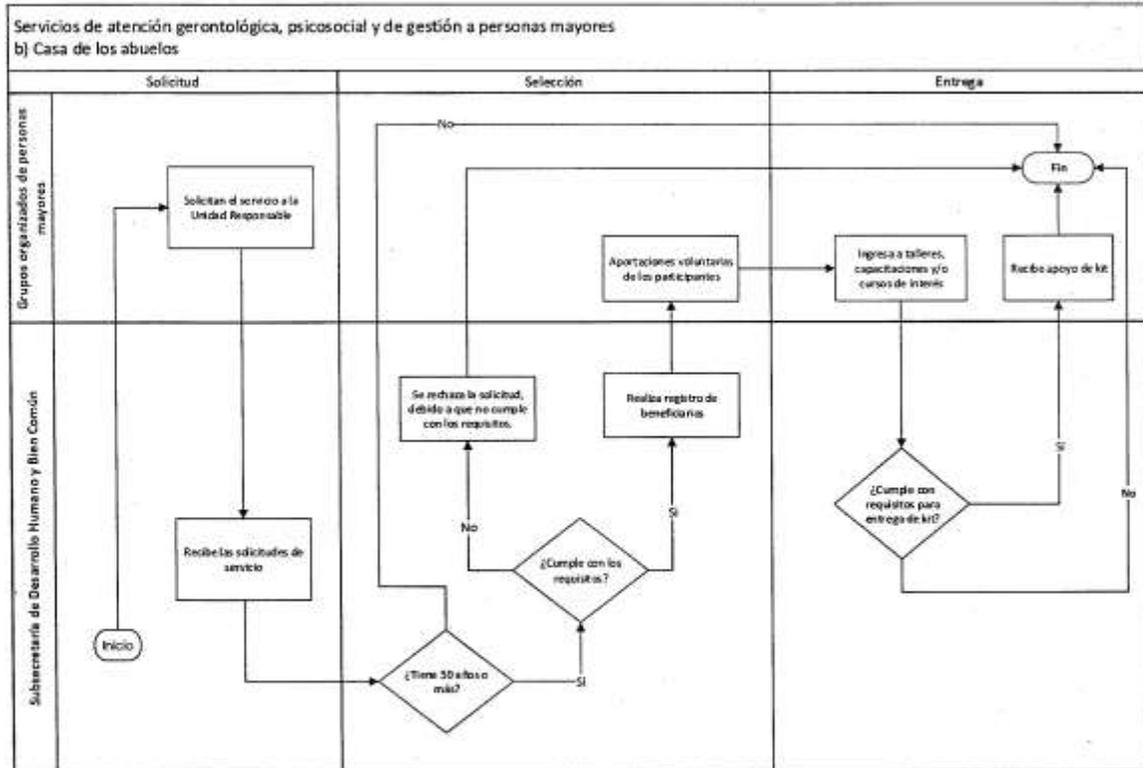 Servicios de atención gerontológica, psicosocial y de gestión a personas mayores
b) Casa de los abuelos
Solicitud
Selección
Entrega
Grupos organizados de personas
mayores
Subsecretaría de Desarrollo Humano y Bien Común
No
Fin
Solicitan el servicio a la
Unidad Responsable
Aportaciones voluntarias
de los participantes
Ingresa a talleres,
capacitaciones y/o
cursos de interés
Recibe apoyo de kit
Se rechaza la solicitud,
debido a que no cumple
con los requisitos.
Realiza registro de
beneficiarios
Si
¿Cumple con
requisitos para
entrega de kit?
No
No
Si
Recibe las solicitudes de
servicio
¿Cumple con los
requisitos?
Inicio
¿Tiene 50 años o
más?
Si